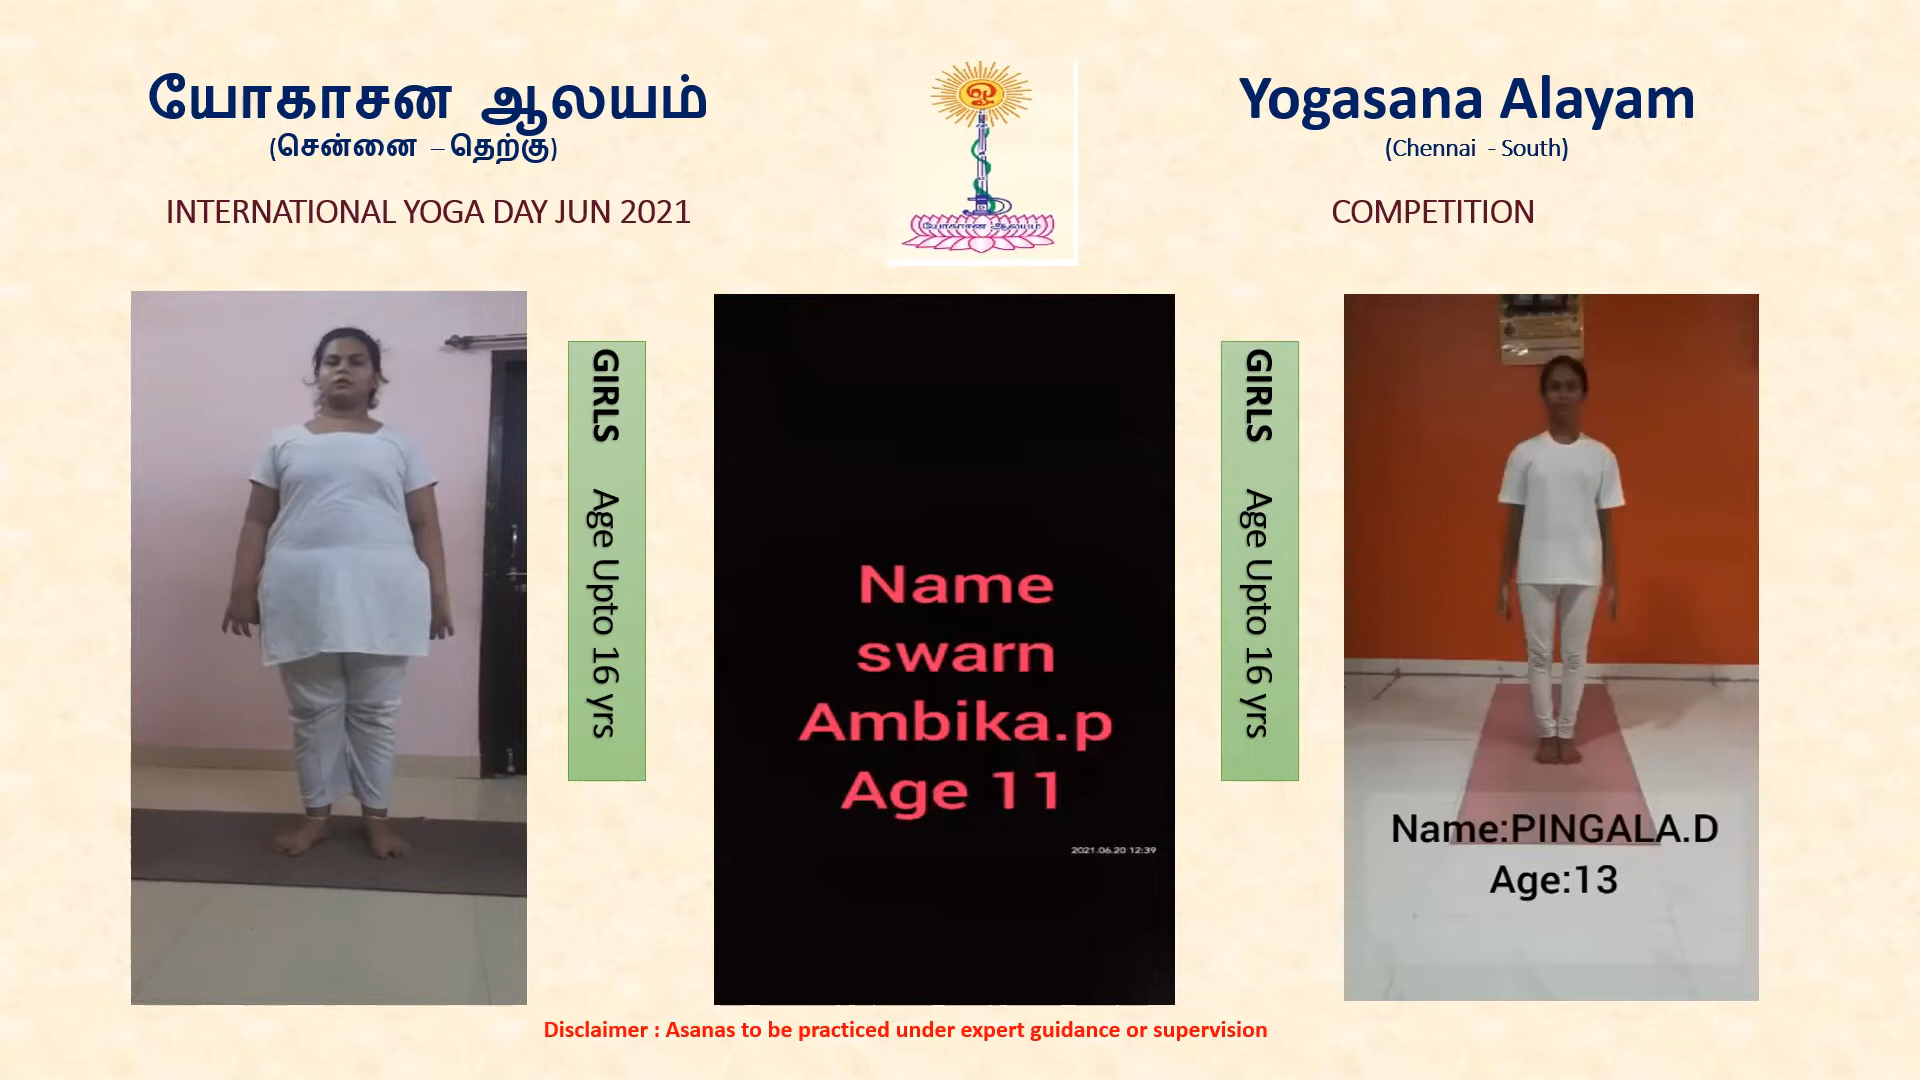 யோகாசன ஆலயம்
(சென்னை – தெற்கு)
INTERNATIONAL YOGA DAY JUN 2021
ஓ
யோகாசன ஆலயம்
Yogasana Alayam
(Chennai - South)
COMPETITION
GIRLS Age Upto 16 yrs
Name
swarn
Ambika.p
Age 11
2021.06.20 12:39
GIRLS Age Upto 16 yrs
Name:PINGALA.D
Age:13
Disclaimer : Asanas to be practiced under expert guidance or supervision